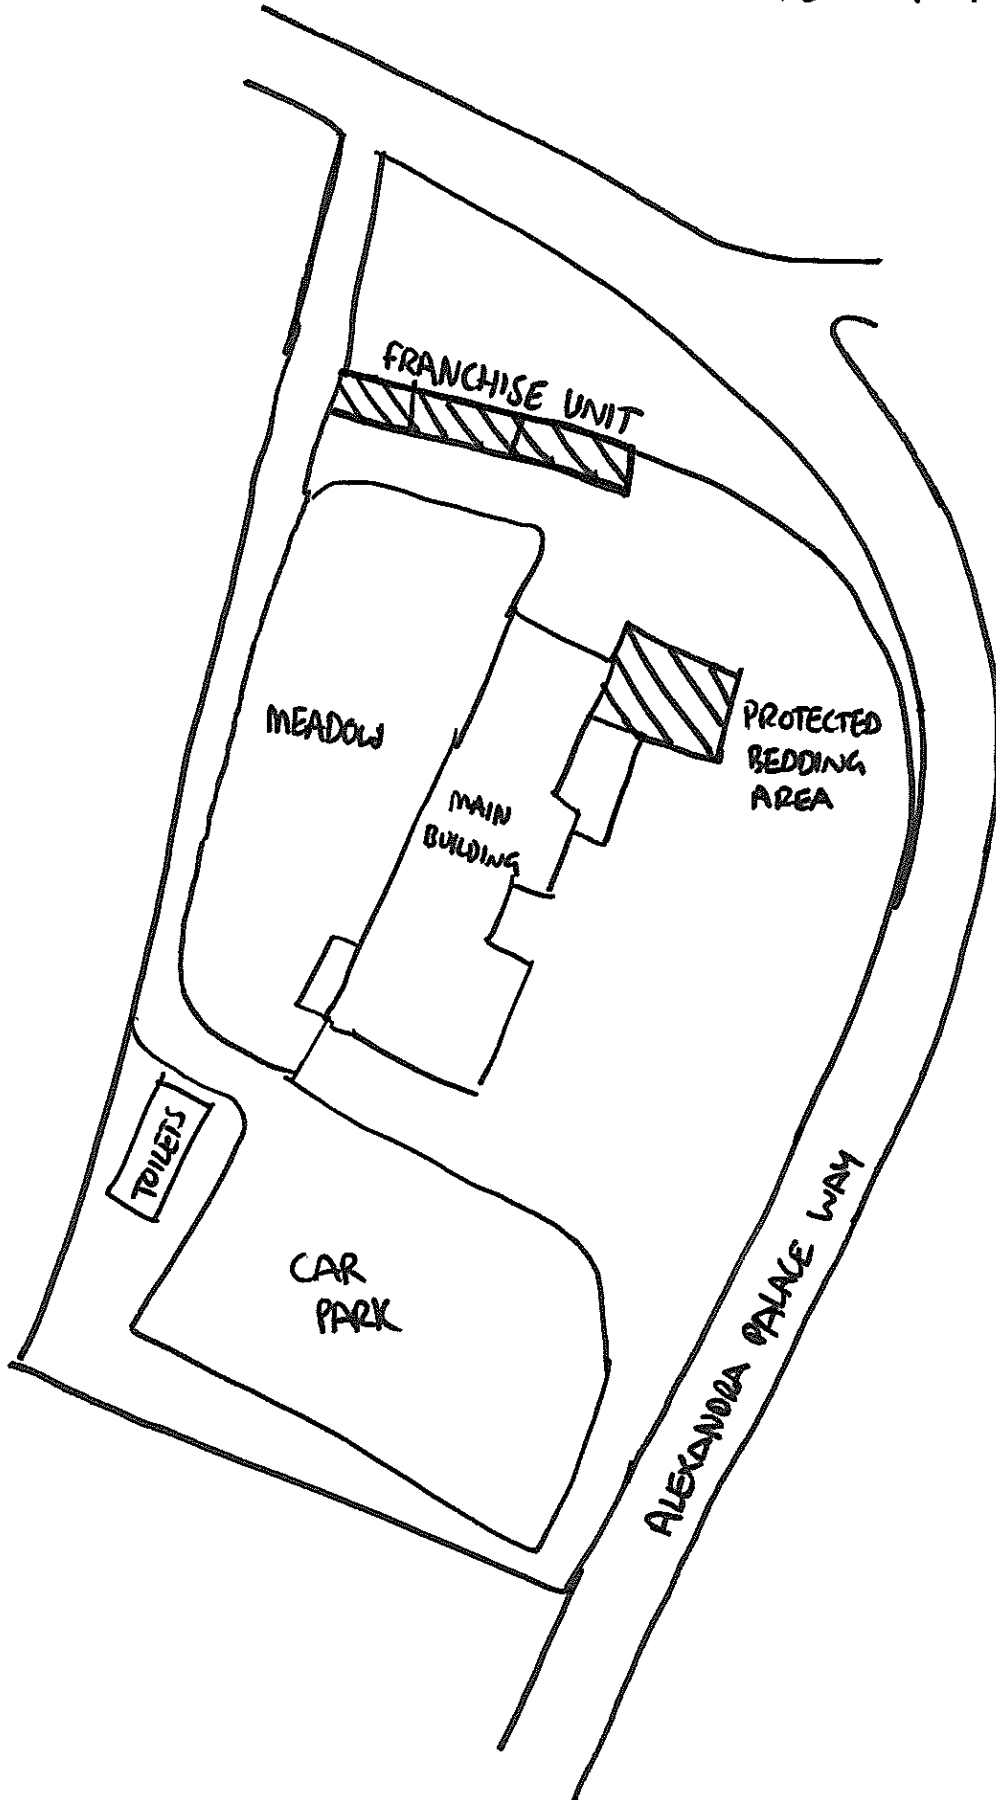 FRANCHISE UNIT
MEADOW
PROTECTED
BEDDING
AREA
MAIN
BUILDING
TOILETS
CAR
PARK
ALEXANDRA PALACE WAY